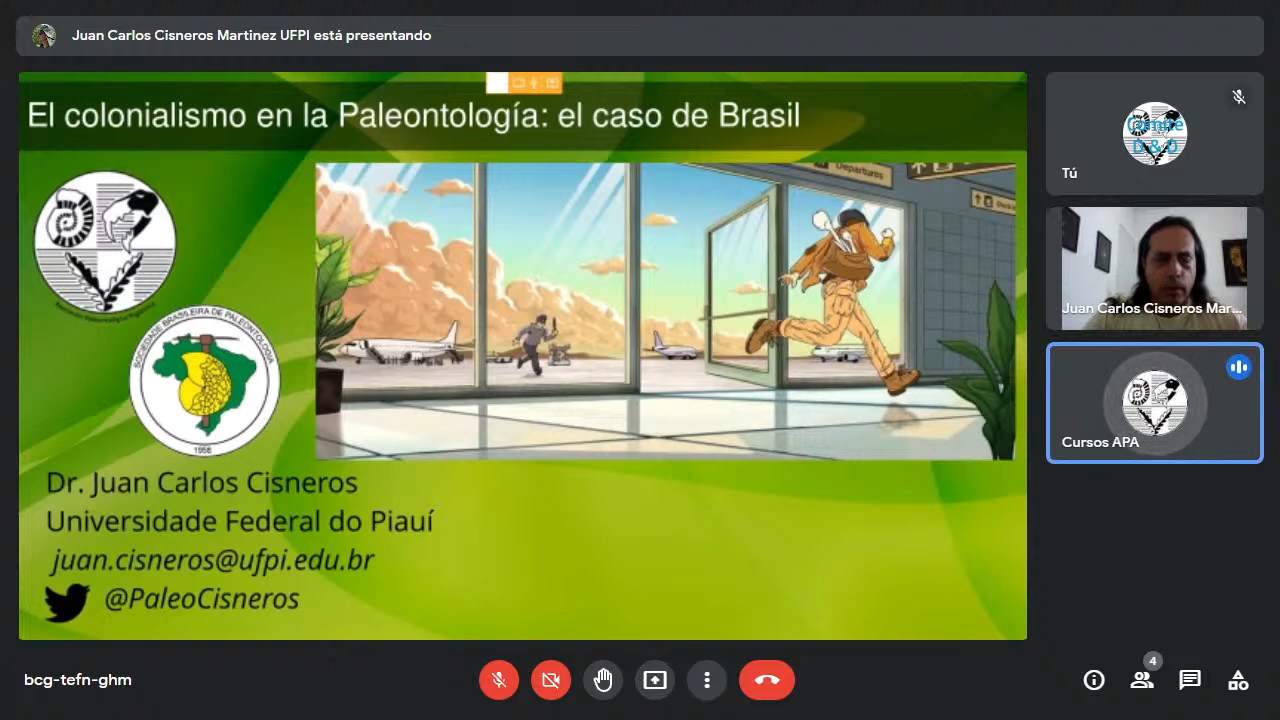 Juan Carlos Cisneros Martinez UFPI está presentando
El colonialismo en la Paleontología: el caso de Brasil
Departures
SOCIEDADE BRASILEIRA DE PALEONTOLOGIA
1958
Dr. Juan Carlos Cisneros
Universidade Federal do Piauí
juan.cisneros@ufpi.edu.br
@PaleoCisneros
Comité
D & D
Tú
Juan Carlos Cisneros Mar...
Cursos APA
bcg-tefn-ghm
4